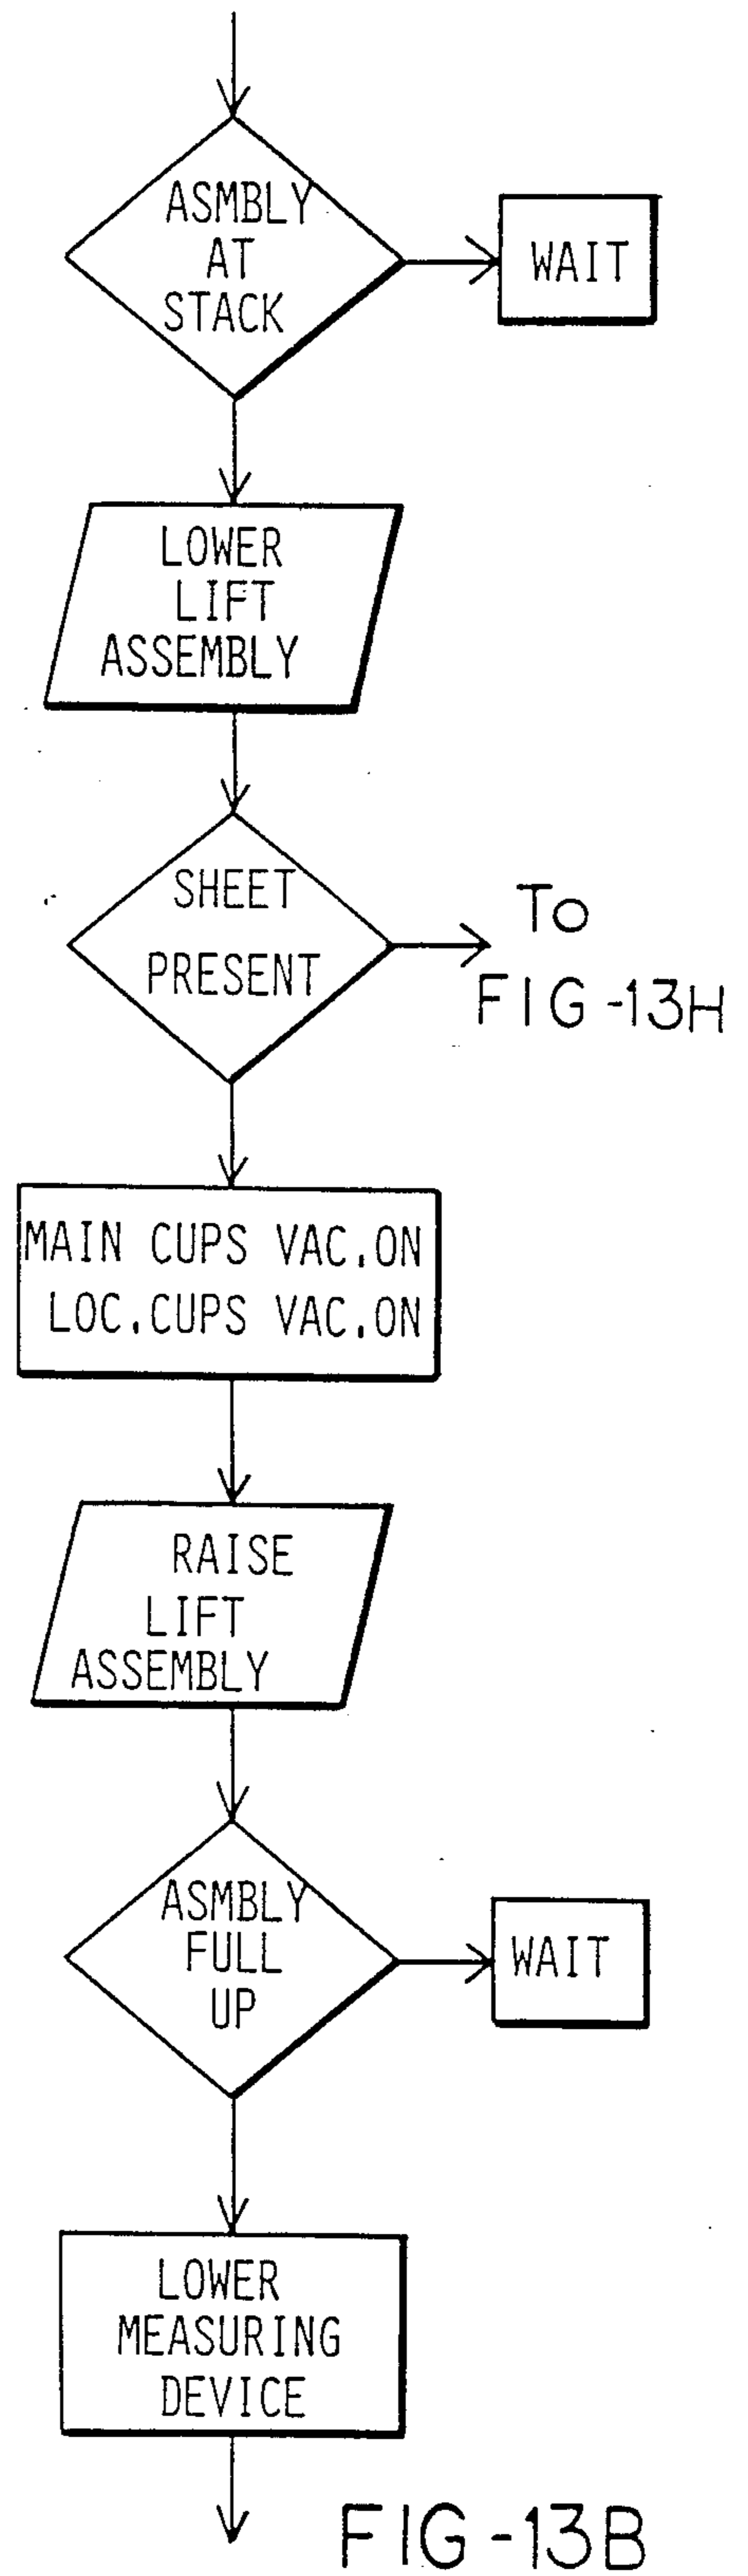 ASMBLY
AT
STACK
WAIT
LOWER
LIFT
ASSEMBLY
SHEET
PRESENT
To
FIG-13H
MAIN CUPS VAC.ON
LOC.CUPS VAC.ON
RAISE
LIFT
ASSEMBLY
ASMBLY
FULL
UP
WAIT
LOWER
MEASURING
DEVICE
FIG-13B